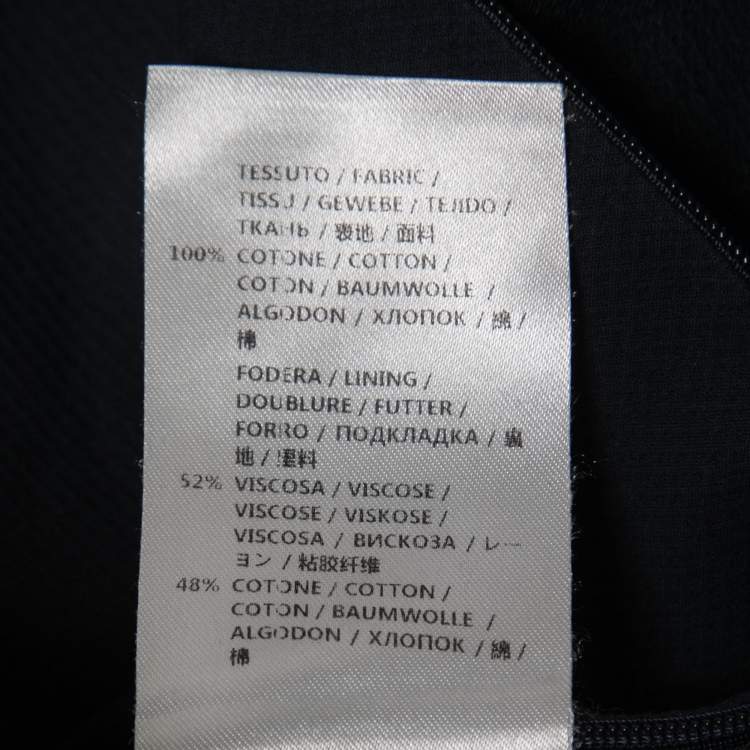 TESSUTO / FABRIC /
TISSU / GEWEBE / TEJIDO /
ТКАНЬ / 表地 / 面料
100% COTONE / COTTON /
COTON / BAUMWOLLE /
ALGODON / ХЛОПОК / 綿 /
棉
FODERA / LINING /
DOUBLURE / FUTTER /
FORRO / ПОДКЛАДКА / 裏
地 / 里料
52% VISCOSA / VISCOSE /
VISCOSE / VISKOSE /
VISCOSA / ВИСКОЗА / レー
ヨン / 粘胶纤维
48% COTONE / COTTON /
COTON / BAUMWOLLE /
ALGODON / ХЛОПОК / 綿 /
棉